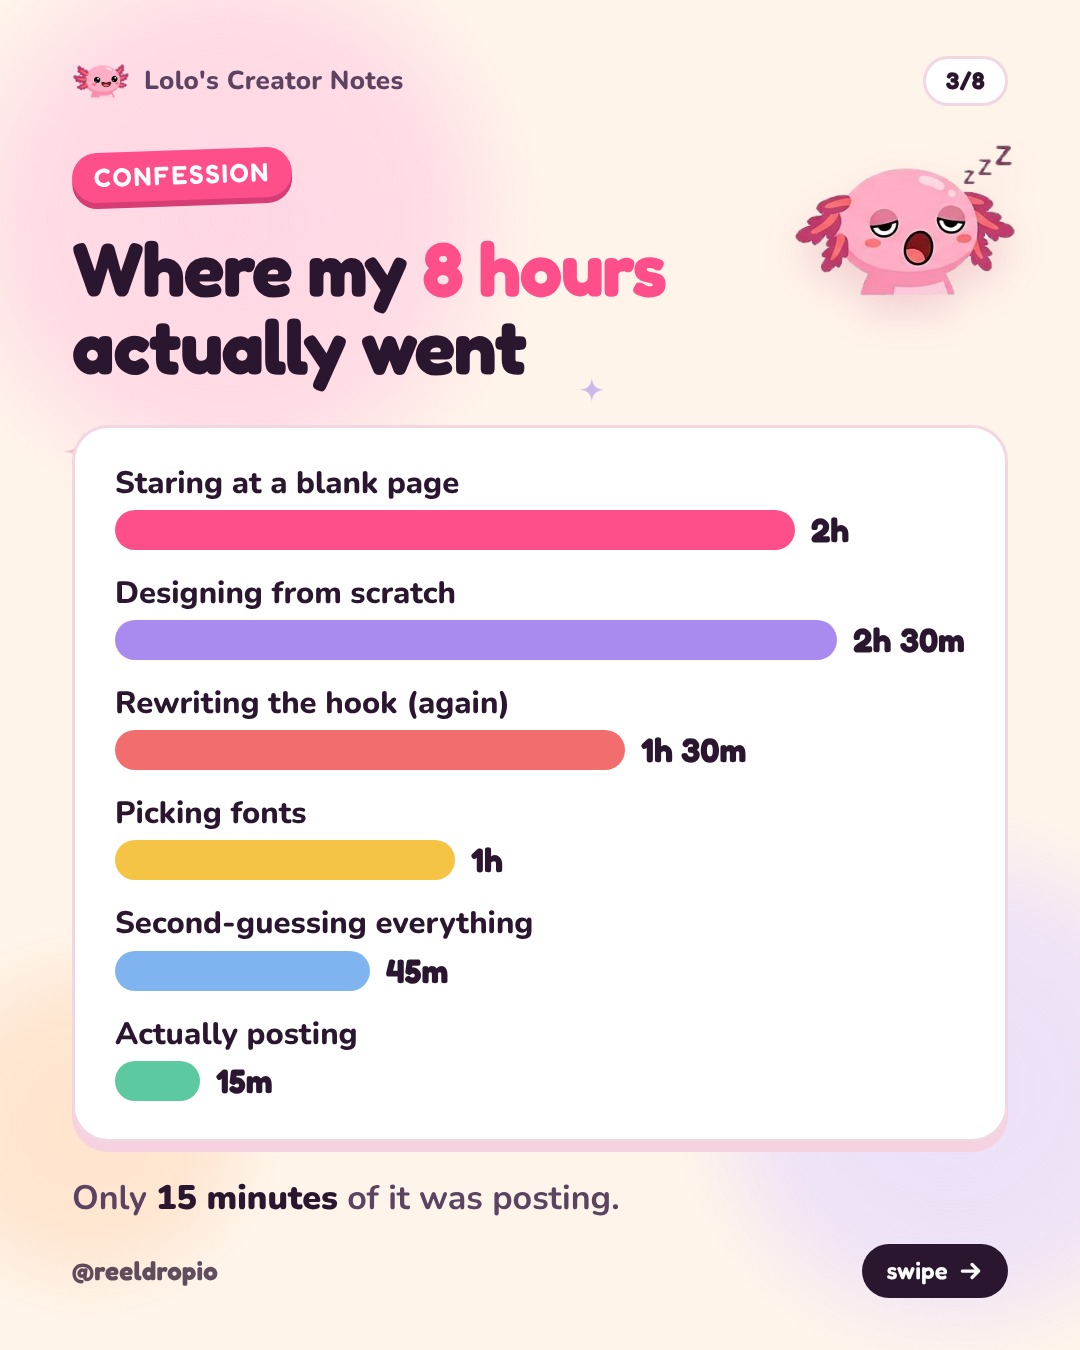 Lolo's Creator Notes
3/8
CONFESSION
z z z
Where my 8 hours
actually went
Staring at a blank page
2h
Designing from scratch
2h 30m
Rewriting the hook (again)
1h 30m
Picking fonts
1h
Second-guessing everything
45m
Actually posting
15m
Only 15 minutes of it was posting.
@reeldropio
swipe →